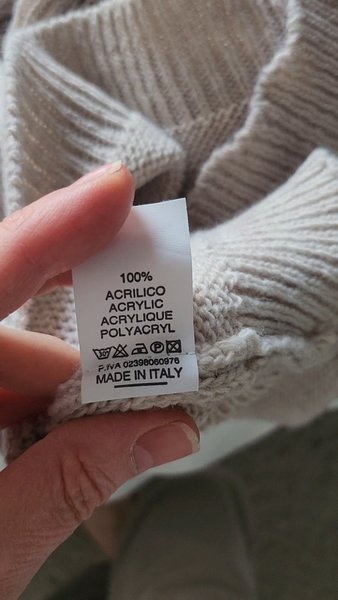 100%
ACRILICO
ACRYLIC
ACRYLIQUE
POLYACRYL
P.IVA 02398060976
MADE IN ITALY